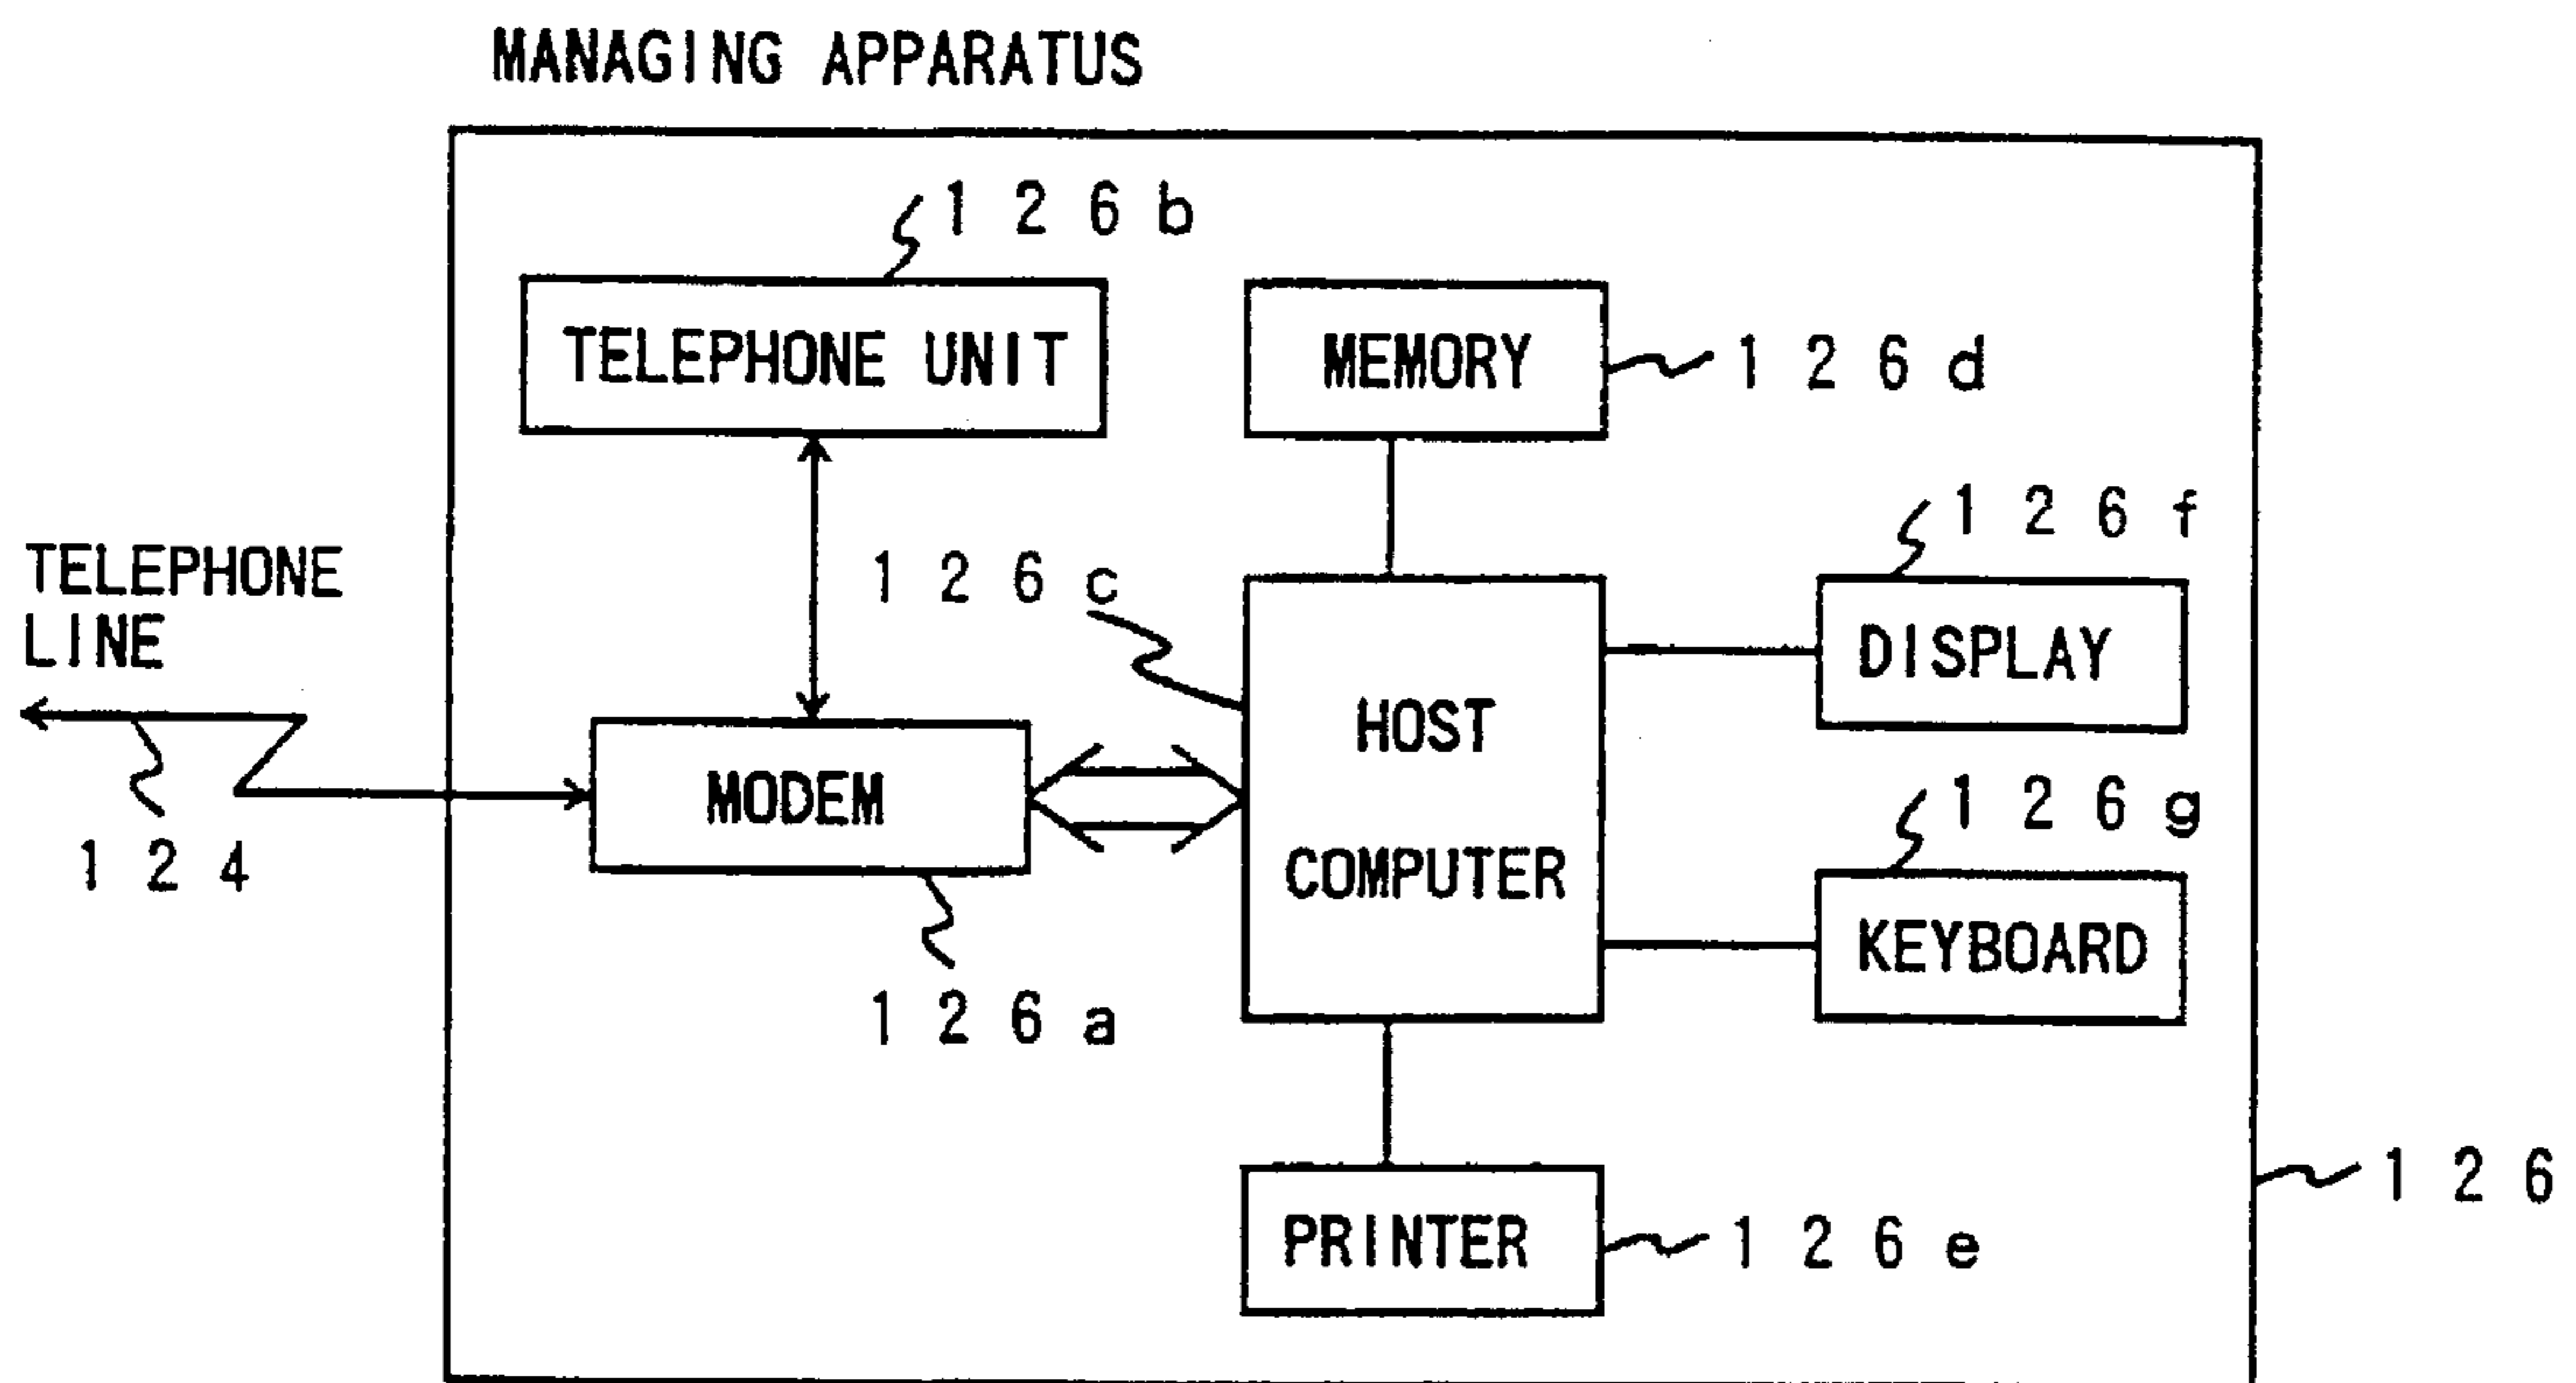 MANAGING APPARATUS
126b
TELEPHONE UNIT
MEMORY
126d
TELEPHONE
LINE
124
126c
MODEM
126a
HOST
COMPUTER
126f
DISPLAY
126g
KEYBOARD
PRINTER
126e
126